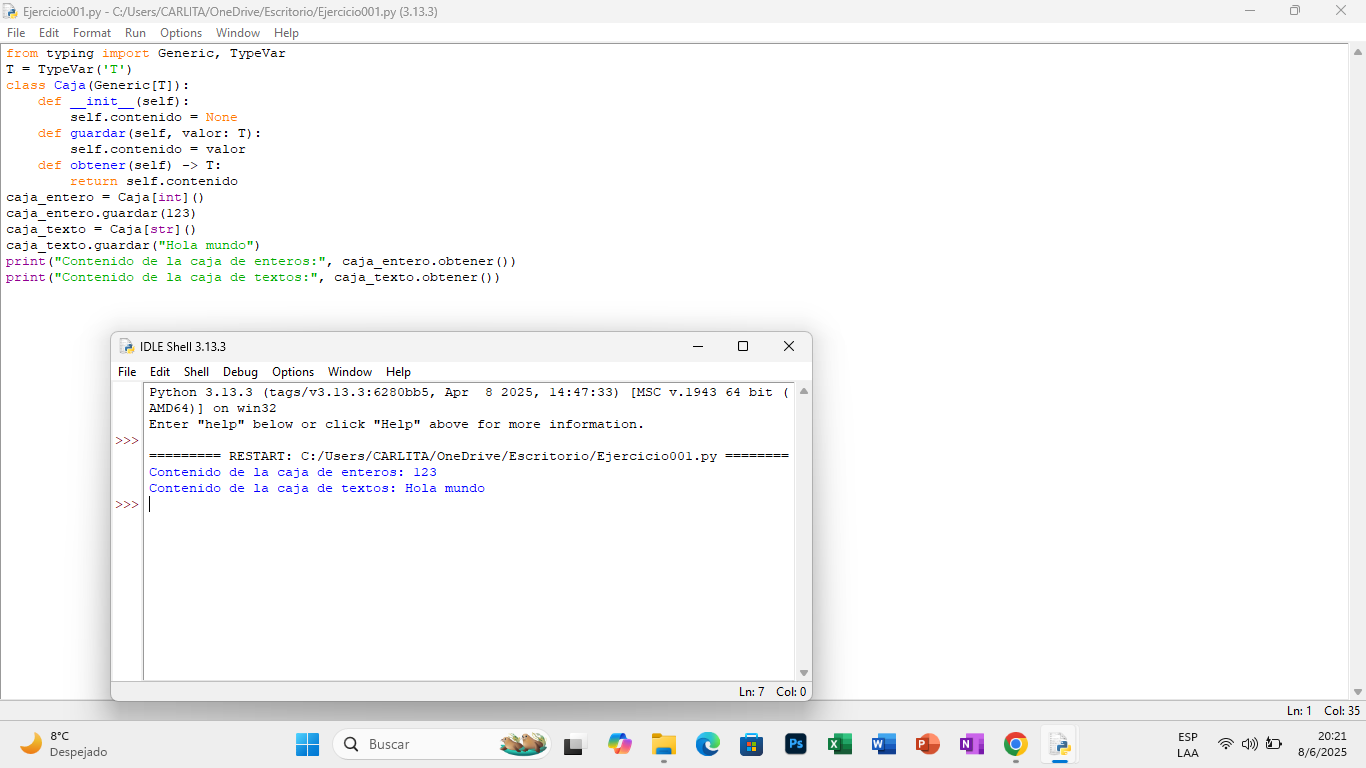 Ejercicio001.py - C:/Users/CARLITA/OneDrive/Escritorio/Ejercicio001.py (3.13.3)
File Edit Format Run Options Window Help
from typing import Generic, TypeVar
T = TypeVar('T')
class Caja(Generic[T]):
    def __init__(self):
        self.contenido = None
    def guardar(self, valor: T):
        self.contenido = valor
    def obtener(self) -> T:
        return self.contenido
caja_entero = Caja[int]()
caja_entero.guardar(123)
caja_texto = Caja[str]()
caja_texto.guardar("Hola mundo")
print("Contenido de la caja de enteros:", caja_entero.obtener())
print("Contenido de la caja de textos:", caja_texto.obtener())
IDLE Shell 3.13.3
File Edit Shell Debug Options Window Help
Python 3.13.3 (tags/v3.13.3:6280bb5, Apr  8 2025, 14:47:33) [MSC v.1943 64 bit (
AMD64)] on win32
Enter "help" below or click "Help" above for more information.
>>>
========= RESTART: C:/Users/CARLITA/OneDrive/Escritorio/Ejercicio001.py ========
Contenido de la caja de enteros: 123
Contenido de la caja de textos: Hola mundo
>>>
Ln: 7 Col: 0
Ln: 1 Col: 35
8°C
Despejado
Buscar
Ps
ESP
LAA
20:21
8/6/2025